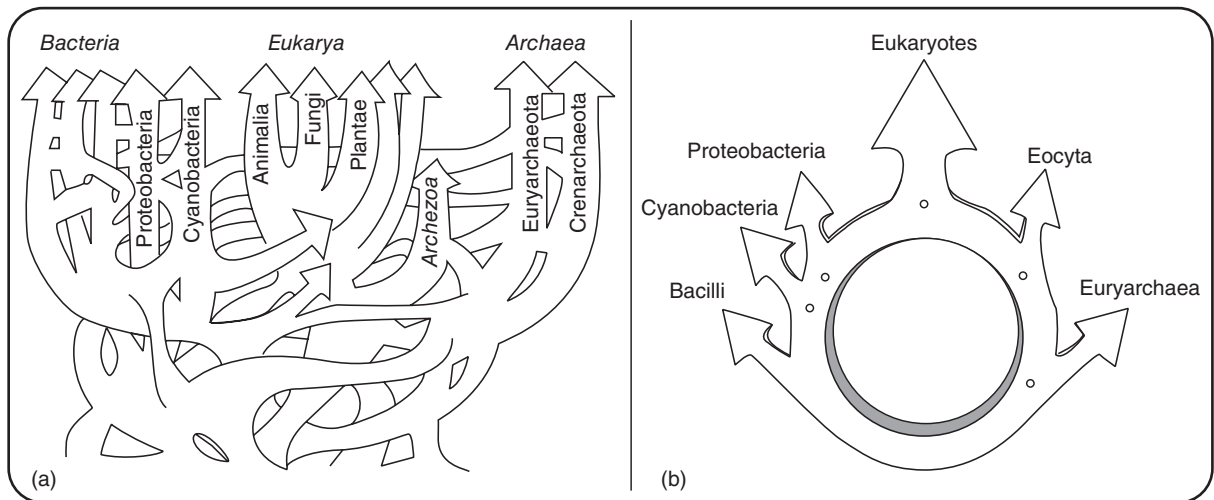 Bacteria
Eukarya
Archaea
Proteobacteria
Cyanobacteria
Animalia
Fungi
Plantae
Archezoa
Euryarchaeota
Crenarchaeota
(a)
Eukaryotes
Proteobacteria
Eocyta
Cyanobacteria
Bacilli
Euryarchaea
(b)